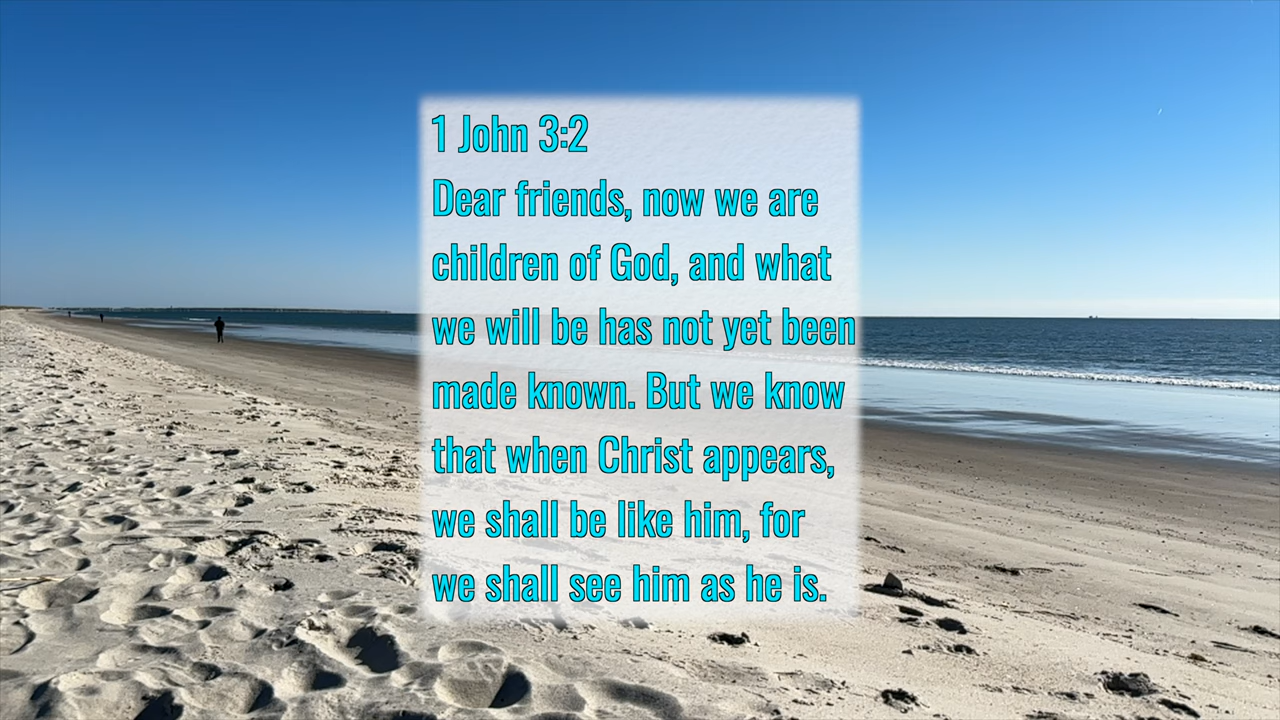 1 John 3:2
Dear friends, now we are
children of God, and what
we will be has not yet been
made known. But we know
that when Christ appears,
we shall be like him, for
we shall see him as he is.